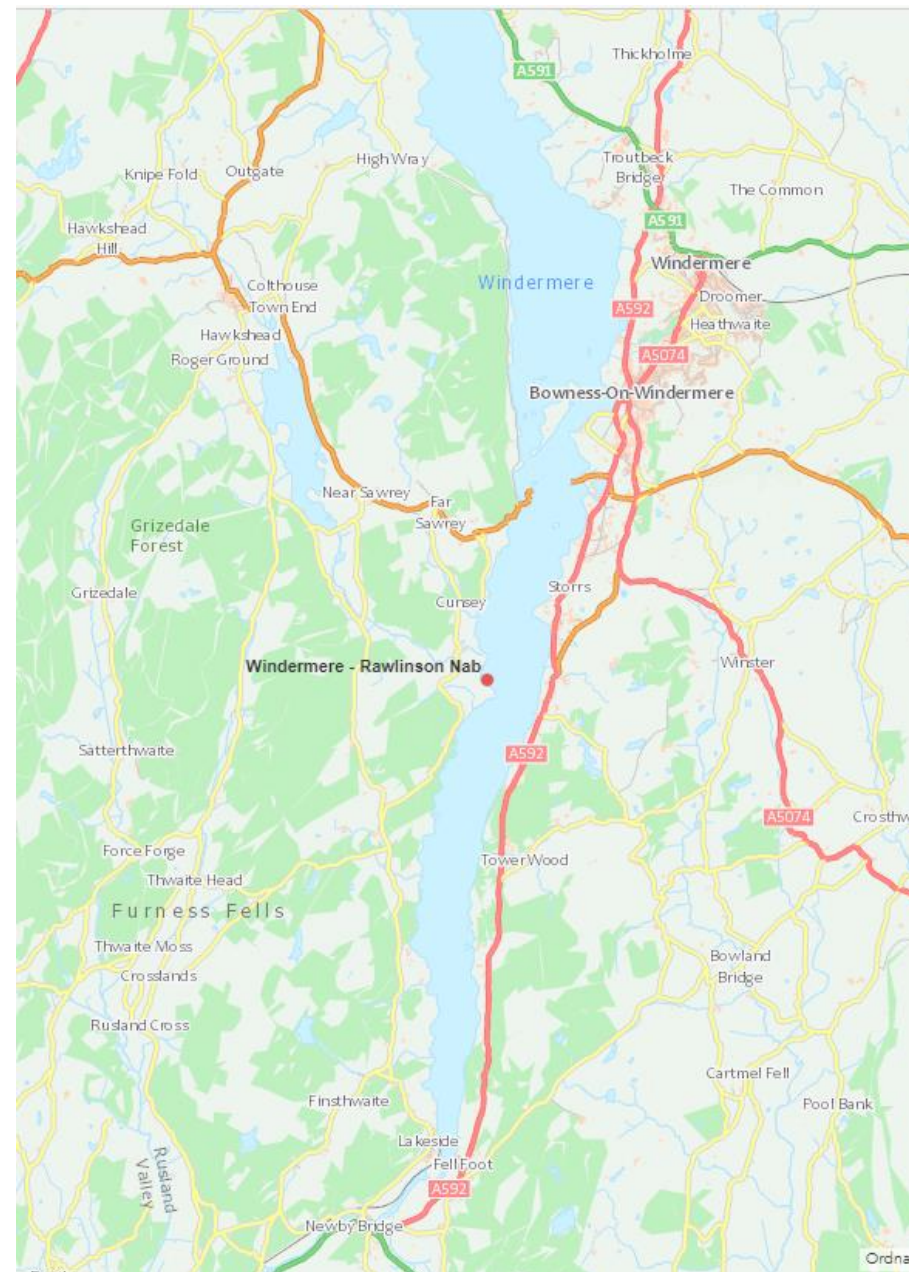 Thickholme
A591
Troutbeck
Bridge
High Wray
Knipe Fold
Outgate
The Common
Hawkshead
Hill
A591
Windermere
Windermere
Colthouse
Town End
Droomer
A592
Heathwaite
Hawkshead
Roger Ground
A5074
Bowness-On-Windermere
Near Sawrey
Far
Sawrey
Grizedale
Forest
Grizedale
Storrs
Cunsey
Windermere - Rawlinson Nab
Winster
Satterthwaite
A592
A5074
Crosthw
Force Forge
Tower Wood
Thwaite Head
Furness Fells
Thwaite Moss
Crosslands
Bowland
Bridge
Rusland Cross
Cartmel Fell
Finsthwaite
Pool Bank
Lakeside
Rusland
Valley
Fell Foot
A592
Newby Bridge
Ordna